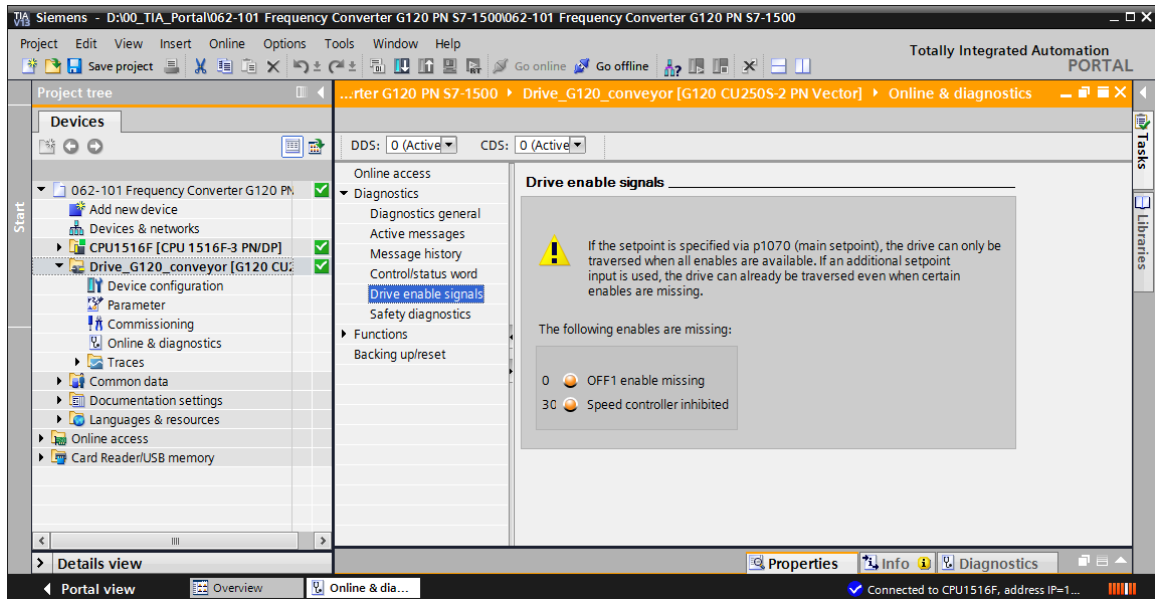 TIA V13 Siemens - D:\00_TIA_Portal\062-101 Frequency Converter G120 PN S7-1500\062-101 Frequency Converter G120 PN S7-1500
Project Edit View Insert Online Options Tools Window Help
Totally Integrated Automation
PORTAL
Save project Go online Go offline
Project tree
...rter G120 PN S7-1500 Drive_G120_conveyor [G120 CU250S-2 PN Vector] Online & diagnostics
Devices
DDS: 0 (Active CDS: 0 (Active
Start
062-101 Frequency Converter G120 PN
Add new device
Devices & networks
CPU1516F [CPU 1516F-3 PN/DP]
Drive_G120_conveyor [G120 CU2
Device configuration
Parameter
Commissioning
Online & diagnostics
Traces
Common data
Documentation settings
Languages & resources
Online access
Card Reader/USB memory
Details view
Online access
Diagnostics
Diagnostics general
Active messages
Message history
Control/status word
Drive enable signals
Safety diagnostics
Functions
Backing up/reset
Drive enable signals
If the setpoint is specified via p1070 (main setpoint), the drive can only be
traversed when all enables are available. If an additional setpoint
input is used, the drive can already be traversed even when certain
enables are missing.
The following enables are missing:
0 OFF1 enable missing
30 Speed controller inhibited
Tasks
Libraries
Properties Info Diagnostics
Portal view Overview Online & dia...
Connected to CPU1516F, address IP=1...